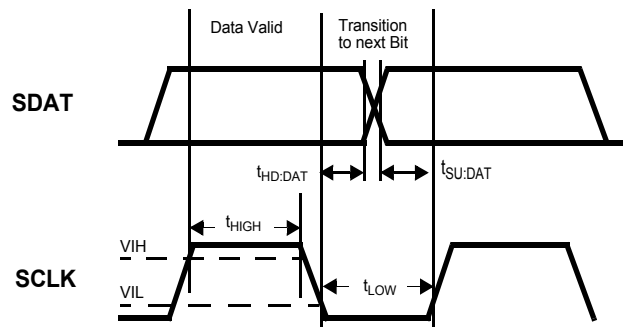 Data Valid
Transition
to next Bit
SDAT
tHD:DAT
tSU:DAT
tHIGH
VIH
SCLK
VIL
tLOW